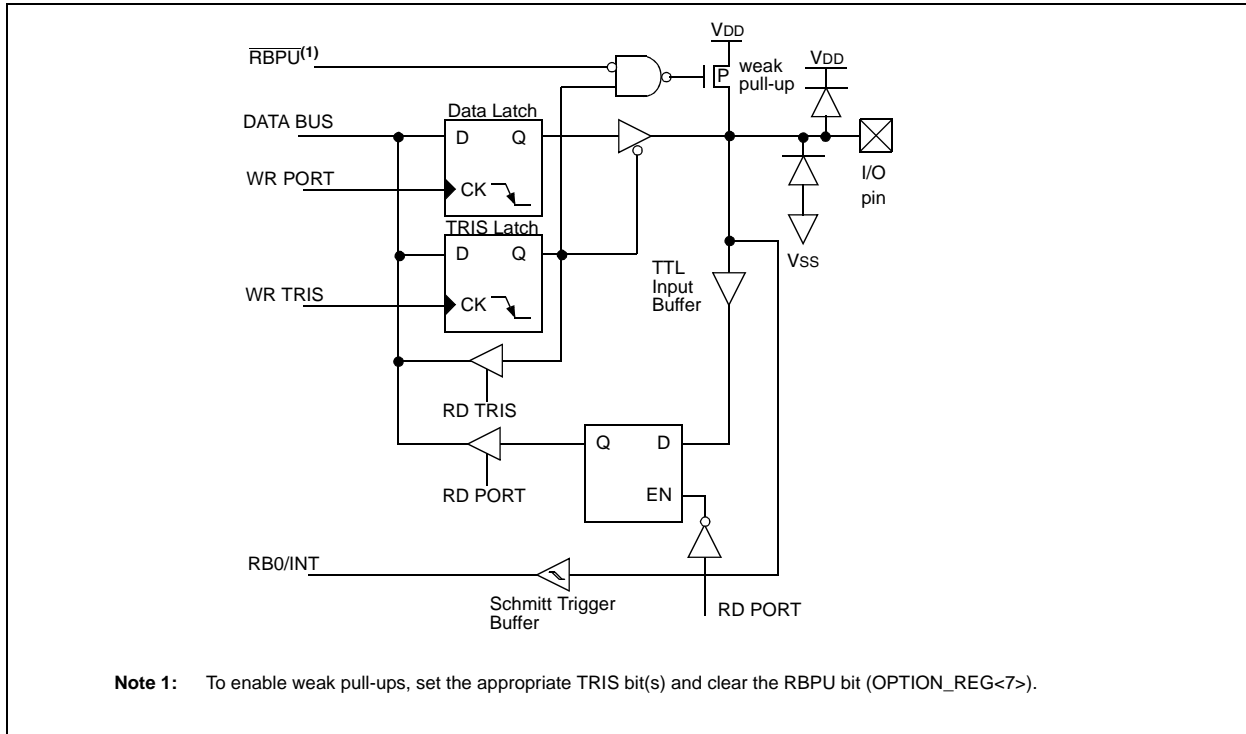 VDD
RBPU(1)
P
weak
pull-up
VDD
Data Latch
DATA BUS
D Q
WR PORT
CK
I/O
pin
TRIS Latch
D Q
VSS
TTL
Input
Buffer
WR TRIS
CK
RD TRIS
Q D
RD PORT
EN
RB0/INT
Schmitt Trigger
Buffer
RD PORT
Note 1: To enable weak pull-ups, set the appropriate TRIS bit(s) and clear the RBPU bit (OPTION_REG<7>).